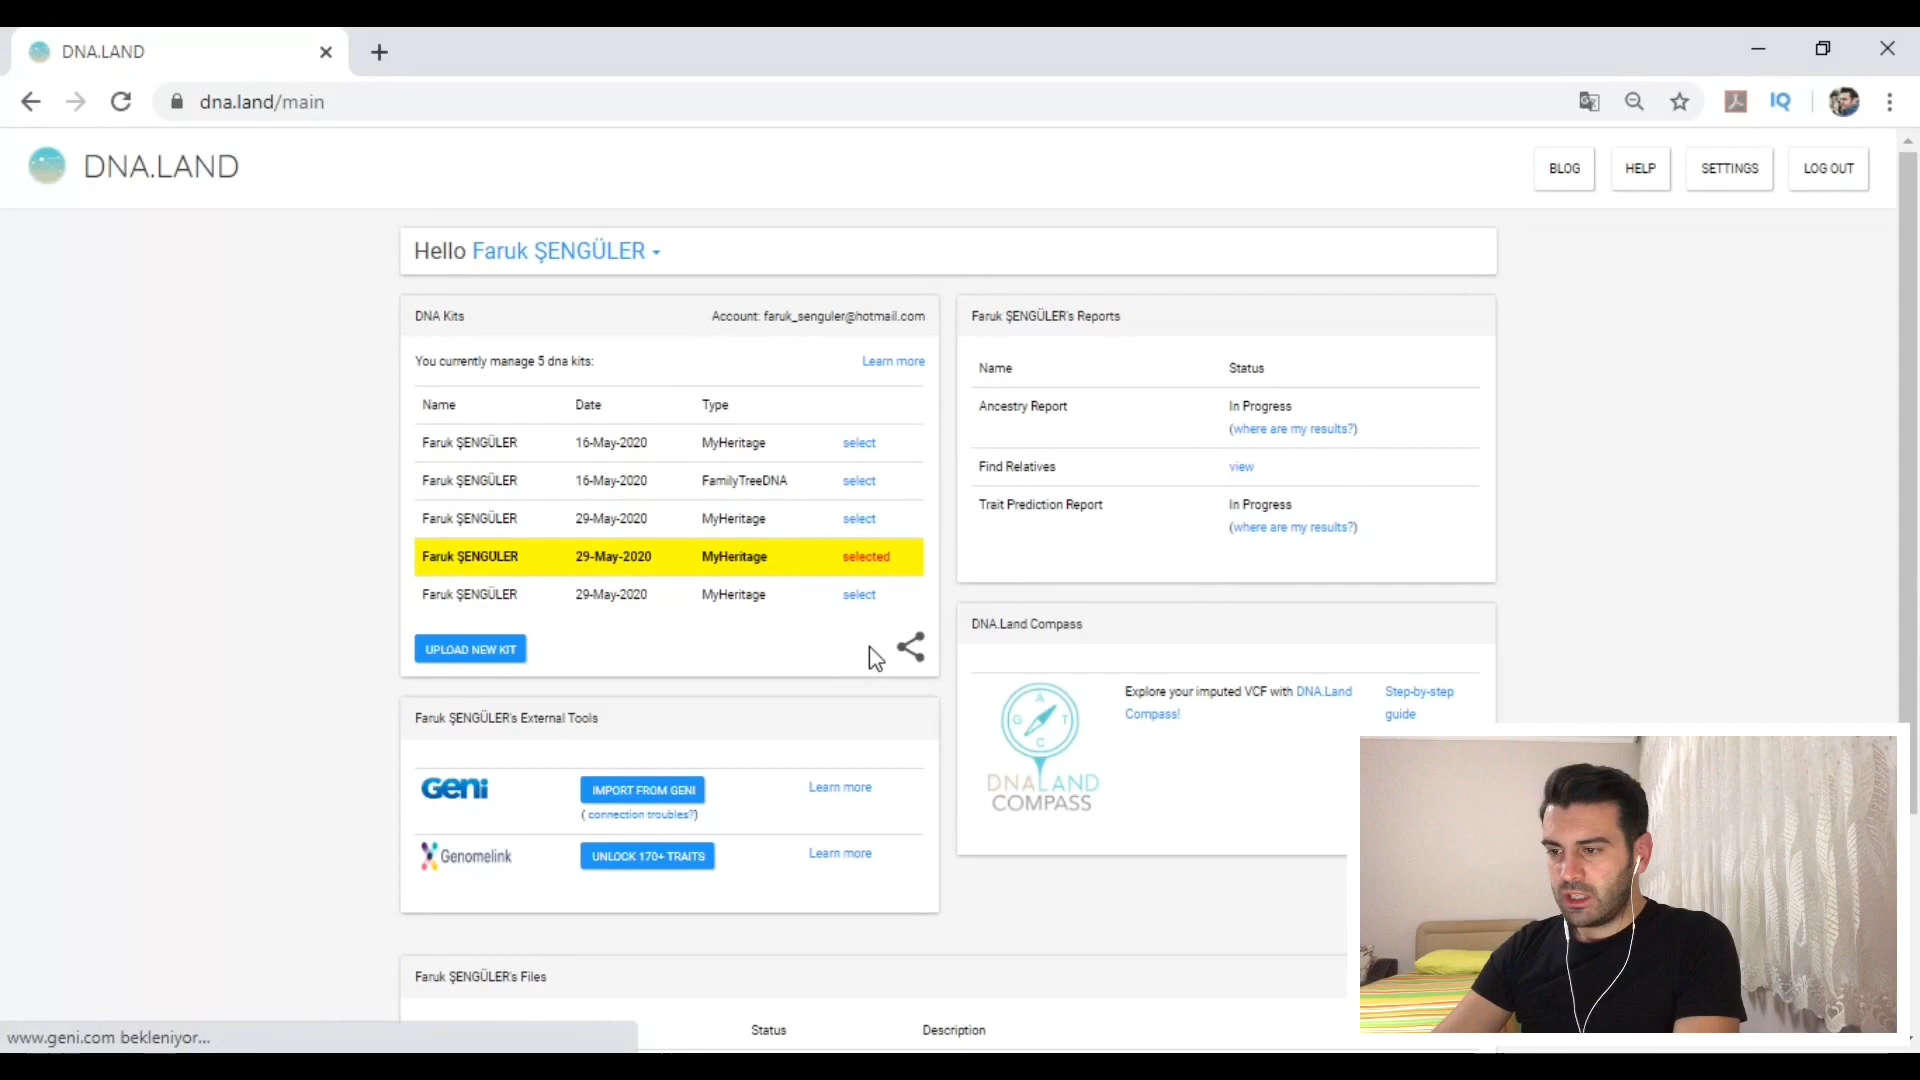 DNA.LAND
dna.land/main
IQ
DNA.LAND
BLOG
HELP
SETTINGS
LOG OUT
Hello Faruk ŞENGÜLER
DNA Kits
Account: faruk_senguler@hotmail.com
You currently manage 5 dna kits:
Learn more
Name Date Type
Faruk ŞENGÜLER 16-May-2020 MyHeritage select
Faruk ŞENGÜLER 16-May-2020 FamilyTreeDNA select
Faruk ŞENGÜLER 29-May-2020 MyHeritage select
Faruk ŞENGÜLER 29-May-2020 MyHeritage selected
Faruk ŞENGÜLER 29-May-2020 MyHeritage select
UPLOAD NEW KIT
Faruk ŞENGÜLER's External Tools
Geni
IMPORT FROM GENI
Learn more
( connection troubles?)
Genomelink
UNLOCK 170+ TRAITS
Learn more
Faruk ŞENGÜLER's Reports
Name Status
Ancestry Report In Progress
(where are my results?)
Find Relatives view
Trait Prediction Report In Progress
(where are my results?)
DNA.Land Compass
A
G T
C
DNALAND
COMPASS
Explore your imputed VCF with DNA.Land
Compass!
Step-by-step
guide
Faruk ŞENGÜLER's Files
Status Description
www.geni.com bekleniyor...